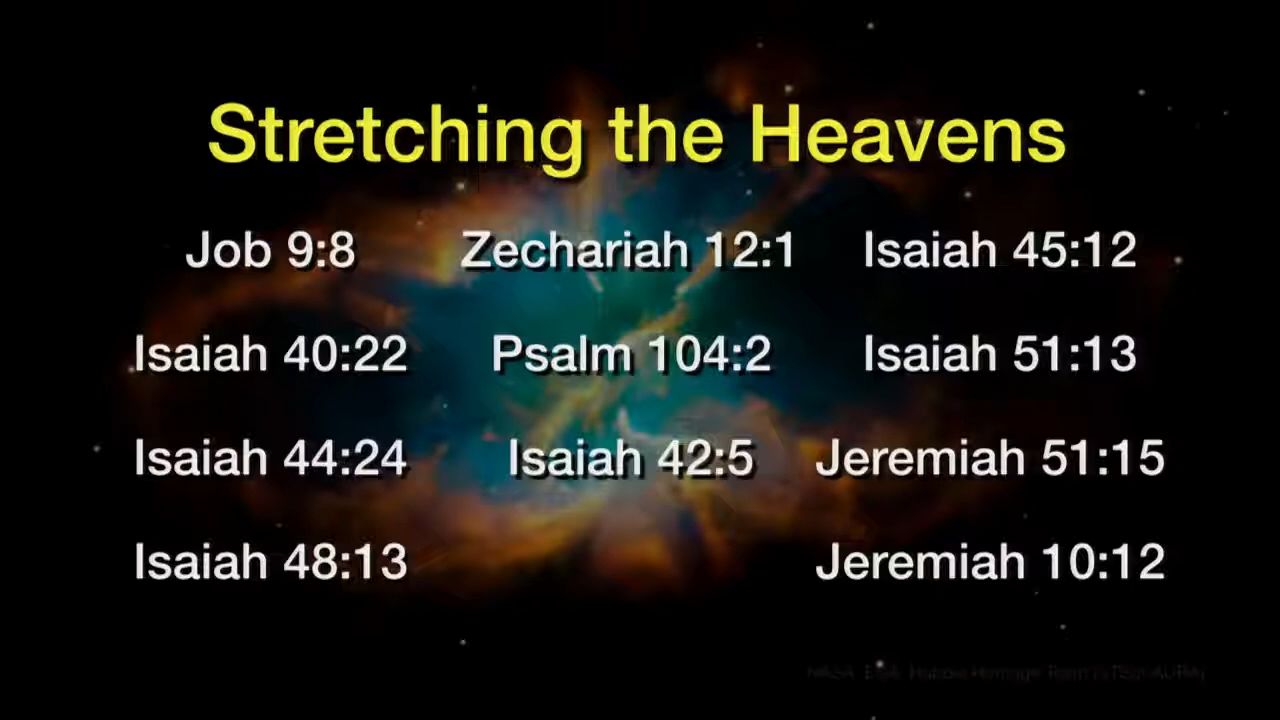 Stretching the Heavens
Job 9:8 Zechariah 12:1 Isaiah 45:12
Isaiah 40:22 Psalm 104:2 Isaiah 51:13
Isaiah 44:24 Isaiah 42:5 Jeremiah 51:15
Isaiah 48:13 Jeremiah 10:12